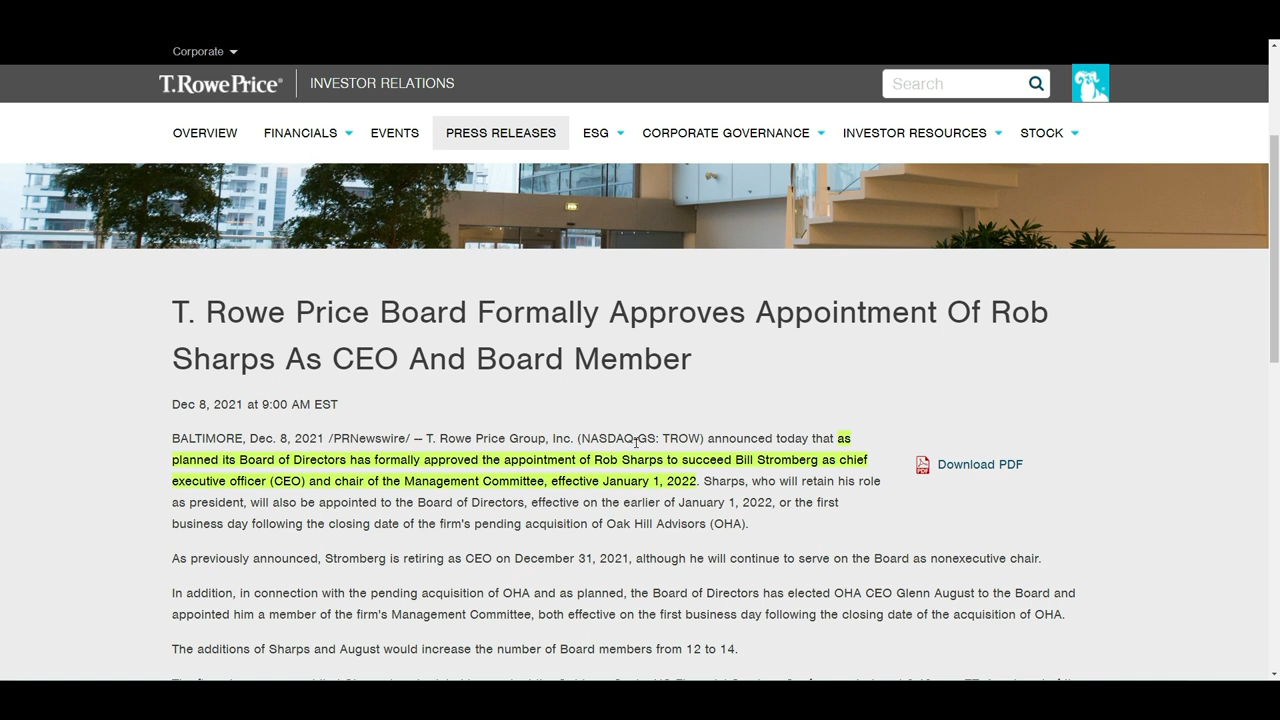 Corporate
T.RowePrice® INVESTOR RELATIONS Search
OVERVIEW FINANCIALS EVENTS PRESS RELEASES ESG CORPORATE GOVERNANCE INVESTOR RESOURCES STOCK
T. Rowe Price Board Formally Approves Appointment Of Rob
Sharps As CEO And Board Member
Dec 8, 2021 at 9:00 AM EST
BALTIMORE, Dec. 8, 2021 /PRNewswire/ -- T. Rowe Price Group, Inc. (NASDAQ-GS: TROW) announced today that as
planned its Board of Directors has formally approved the appointment of Rob Sharps to succeed Bill Stromberg as chief
executive officer (CEO) and chair of the Management Committee, effective January 1, 2022. Sharps, who will retain his role
as president, will also be appointed to the Board of Directors, effective on the earlier of January 1, 2022, or the first
business day following the closing date of the firm's pending acquisition of Oak Hill Advisors (OHA).
PDF Download PDF
As previously announced, Stromberg is retiring as CEO on December 31, 2021, although he will continue to serve on the Board as nonexecutive chair.
In addition, in connection with the pending acquisition of OHA and as planned, the Board of Directors has elected OHA CEO Glenn August to the Board and
appointed him a member of the firm's Management Committee, both effective on the first business day following the closing date of the acquisition of OHA.
The additions of Sharps and August would increase the number of Board members from 12 to 14.